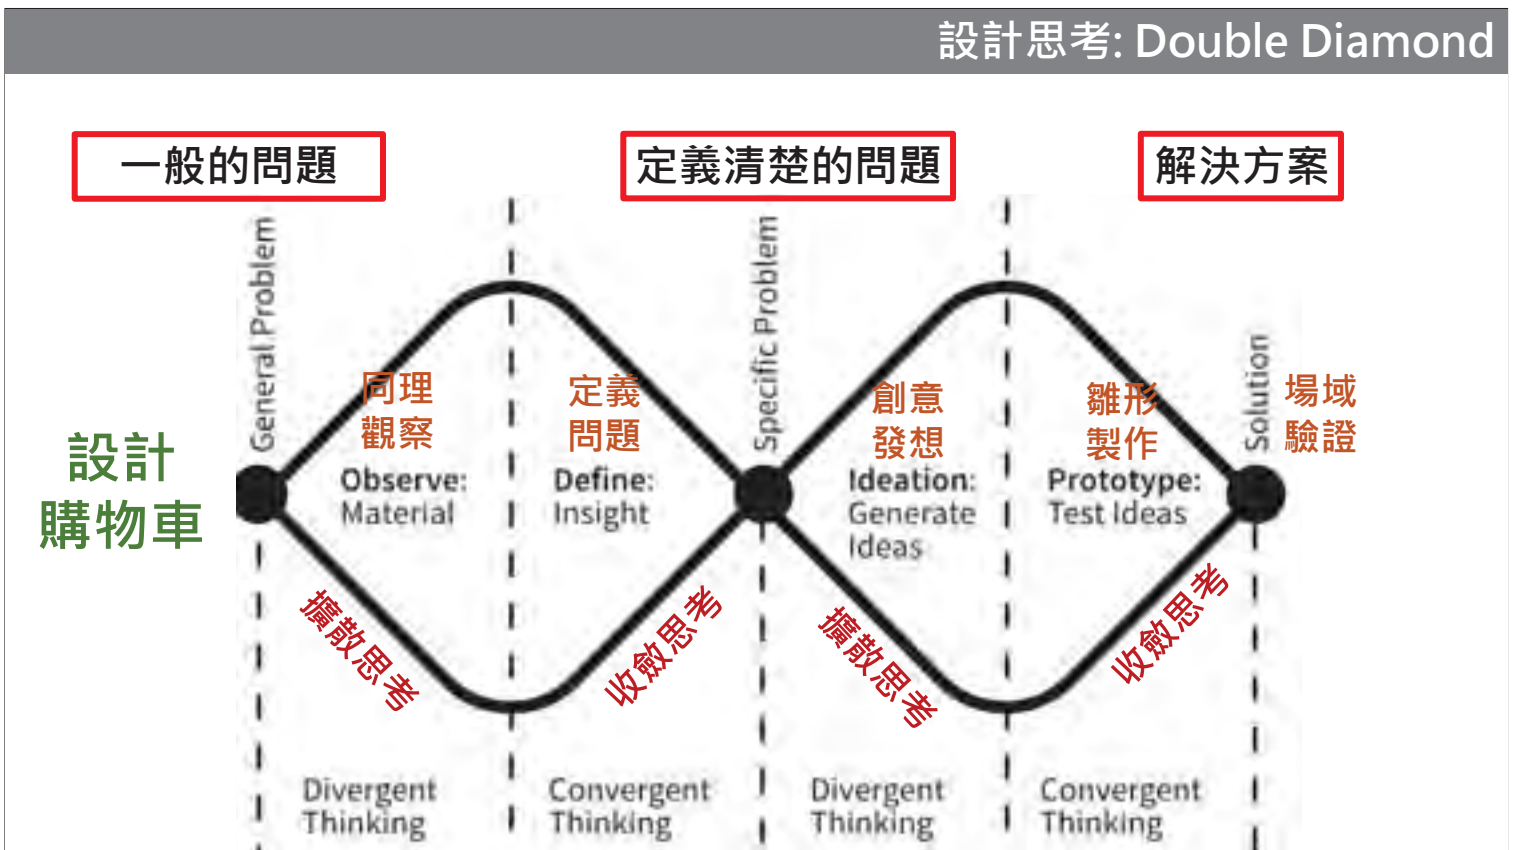 設計思考: Double Diamond
一般的問題
定義清楚的問題
解決方案
General Problem
Specific Problem
Solution
設計
購物車
同理
觀察
Observe:
Material
定義
問題
Define:
Insight
創意
發想
Ideation:
Generate
Ideas
雛形
製作
Prototype:
Test Ideas
場域
驗證
擴散思考
收斂思考
擴散思考
收斂思考
Divergent
Thinking
Convergent
Thinking
Divergent
Thinking
Convergent
Thinking